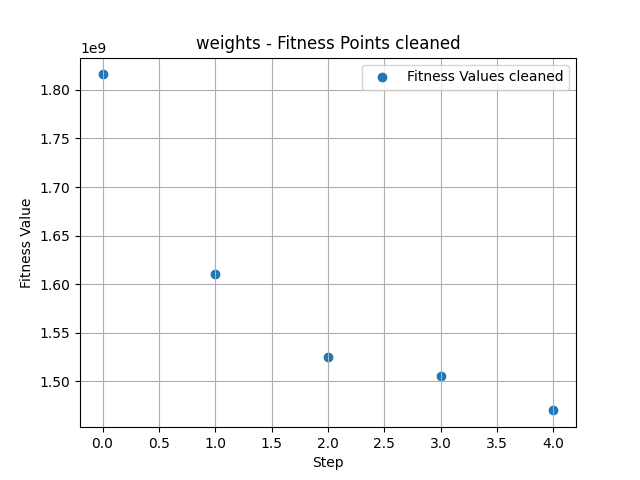 weights - Fitness Points cleaned
1e9
Fitness Values cleaned
1.80
1.75
1.70
1.65
1.60
1.55
1.50
Fitness Value
0.0 0.5 1.0 1.5 2.0 2.5 3.0 3.5 4.0
Step